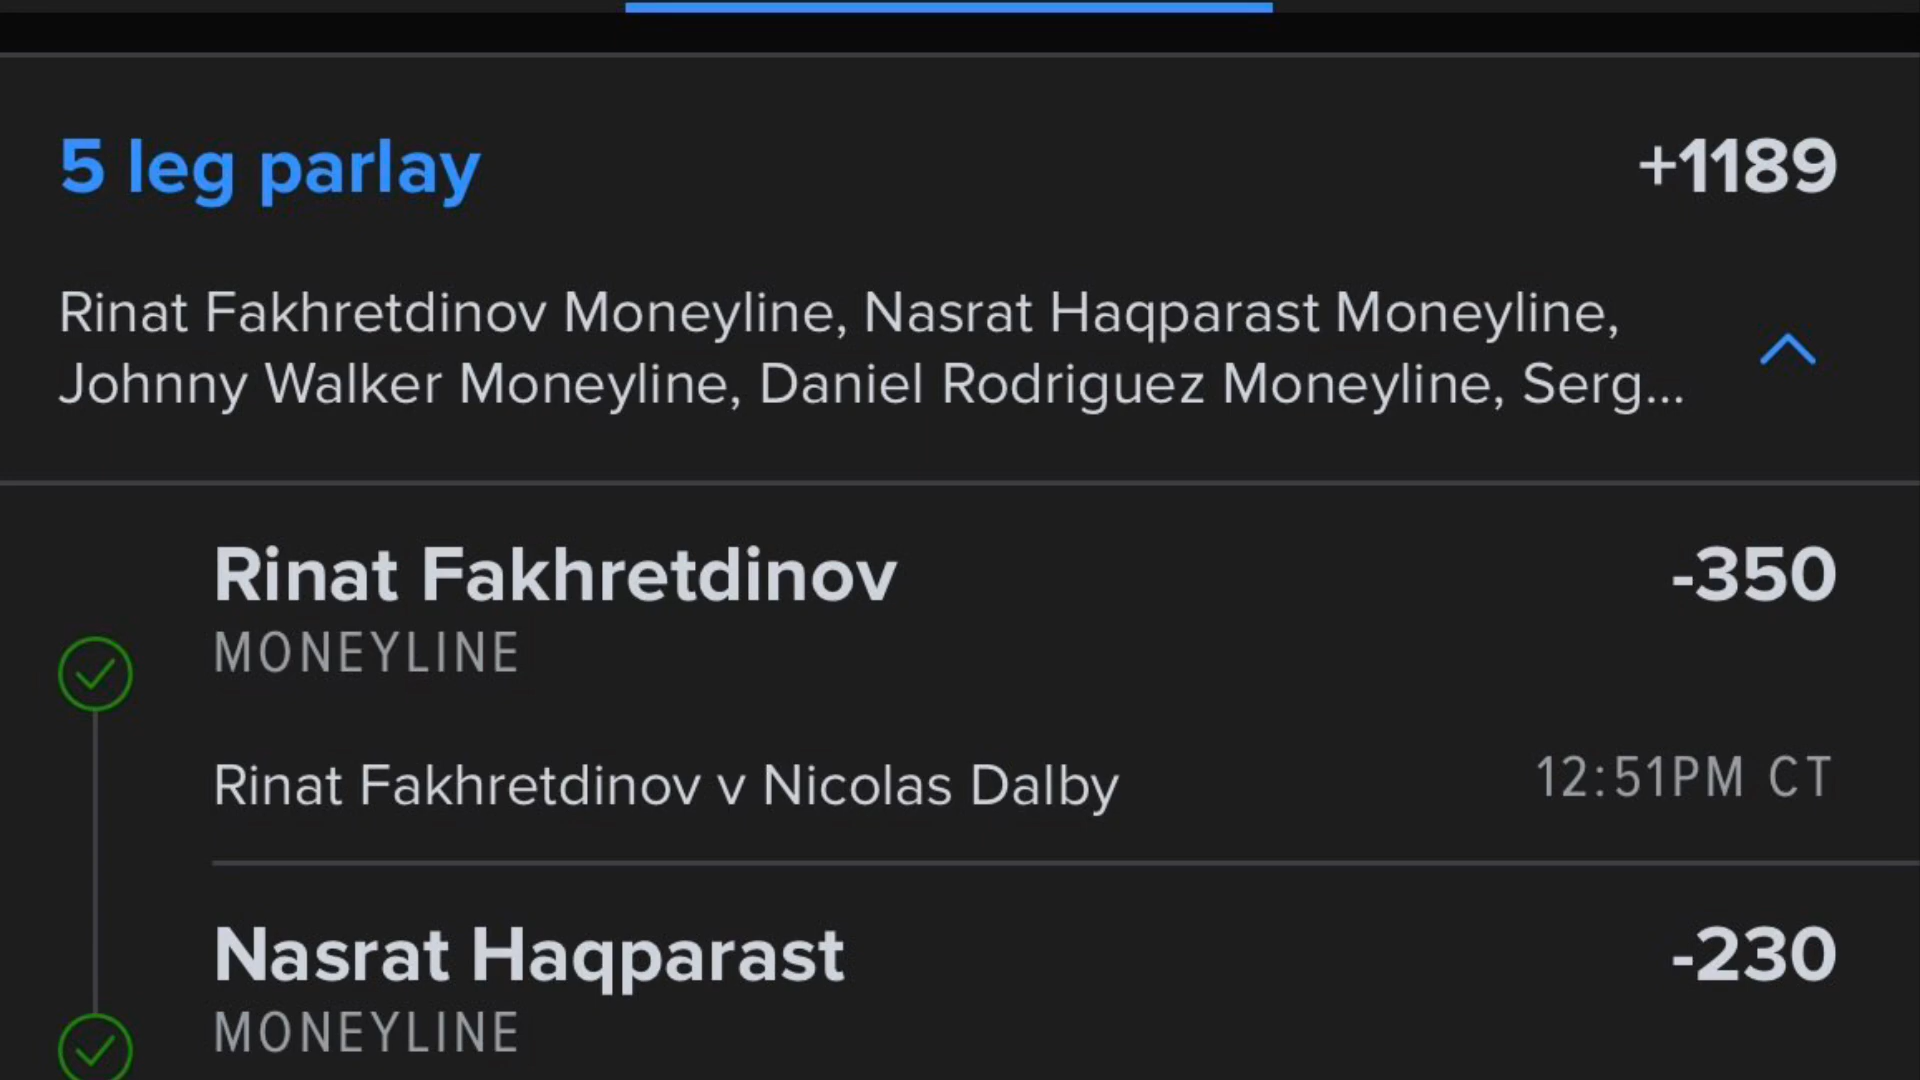 5 leg parlay +1189
Rinat Fakhretdinov Moneyline, Nasrat Haqparast Moneyline,
Johnny Walker Moneyline, Daniel Rodriguez Moneyline, Serg...
Rinat Fakhretdinov -350
MONEYLINE
Rinat Fakhretdinov v Nicolas Dalby 12:51PM CT
Nasrat Haqparast -230
MONEYLINE